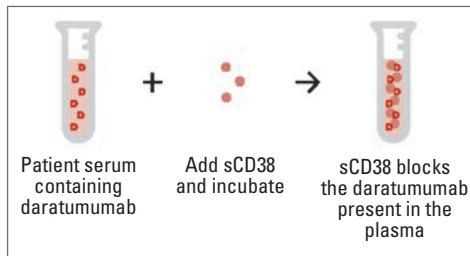 D
D
D
D
D
D
D
+
→
D
D
D
D
D
D
D
Patient serum
containing
daratumumab
Add sCD38
and incubate
sCD38 blocks
the daratumumab
present in the
plasma